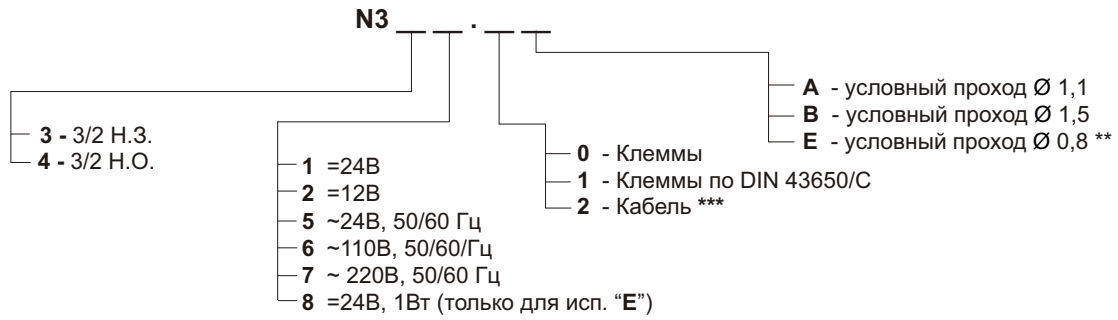 N3 __ __ . __ __
3 - 3/2 Н.З.
4 - 3/2 Н.О.
1 =24В
2 =12В
5 ~24В, 50/60 Гц
6 ~110В, 50/60/Гц
7 ~ 220В, 50/60 Гц
8 =24В, 1Вт (только для исп. “E”)
0 - Клеммы
1 - Клеммы по DIN 43650/C
2 - Кабель ***
A - условный проход Ø 1,1
B - условный проход Ø 1,5
E - условный проход Ø 0,8 **